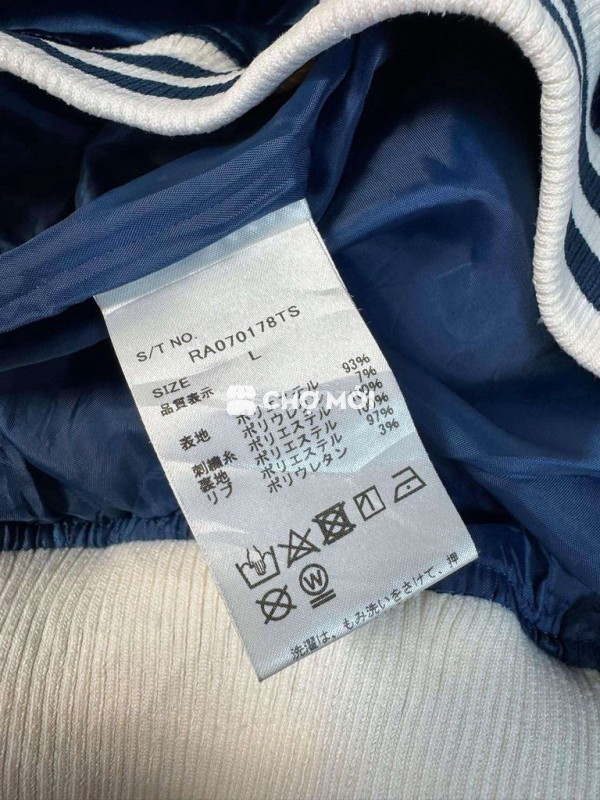 S/T NO. RA070178TS
SIZE L
品質表示
表地 ポリエステル 93%
ポリウレタン 7%
刺繍糸 ポリエステル
裏地 ポリエステル
リブ ポリエステル 97%
ポリウレタン 3%
CHỢ MỚI
W
洗濯は、もみ洗いをさけて、押